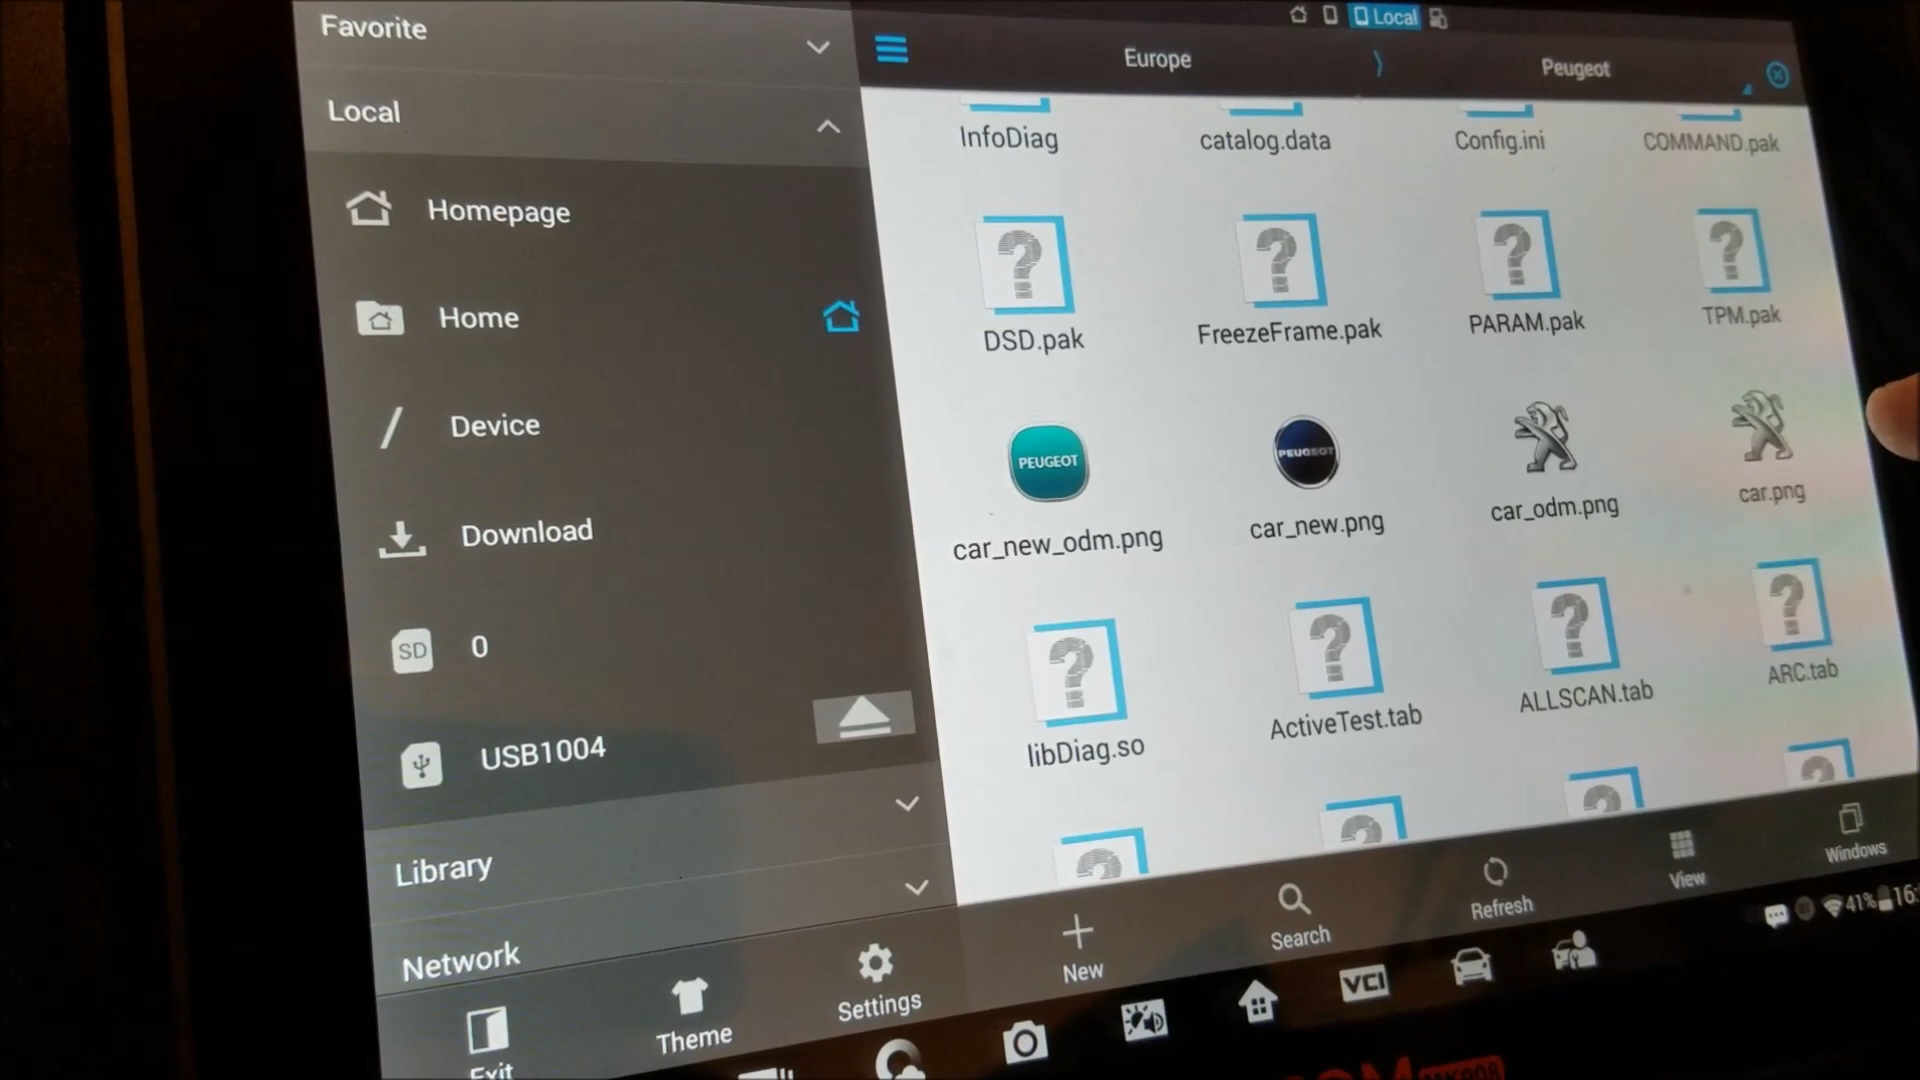 Favorite
Local
Homepage
Home
Device
Download
SD 0
USB1004
Library
Network
Exit
Theme
Settings
Local
Europe
Peugeot
InfoDiag
catalog.data
Config.ini
COMMAND.pak
DSD.pak
FreezeFrame.pak
PARAM.pak
TPM.pak
PEUGEOT
PEUGEOT
car_new_odm.png
car_new.png
car_odm.png
car.png
libDiag.so
ActiveTest.tab
ALLSCAN.tab
ARC.tab
New
Search
Refresh
View
Windows
VCI
41%
16: